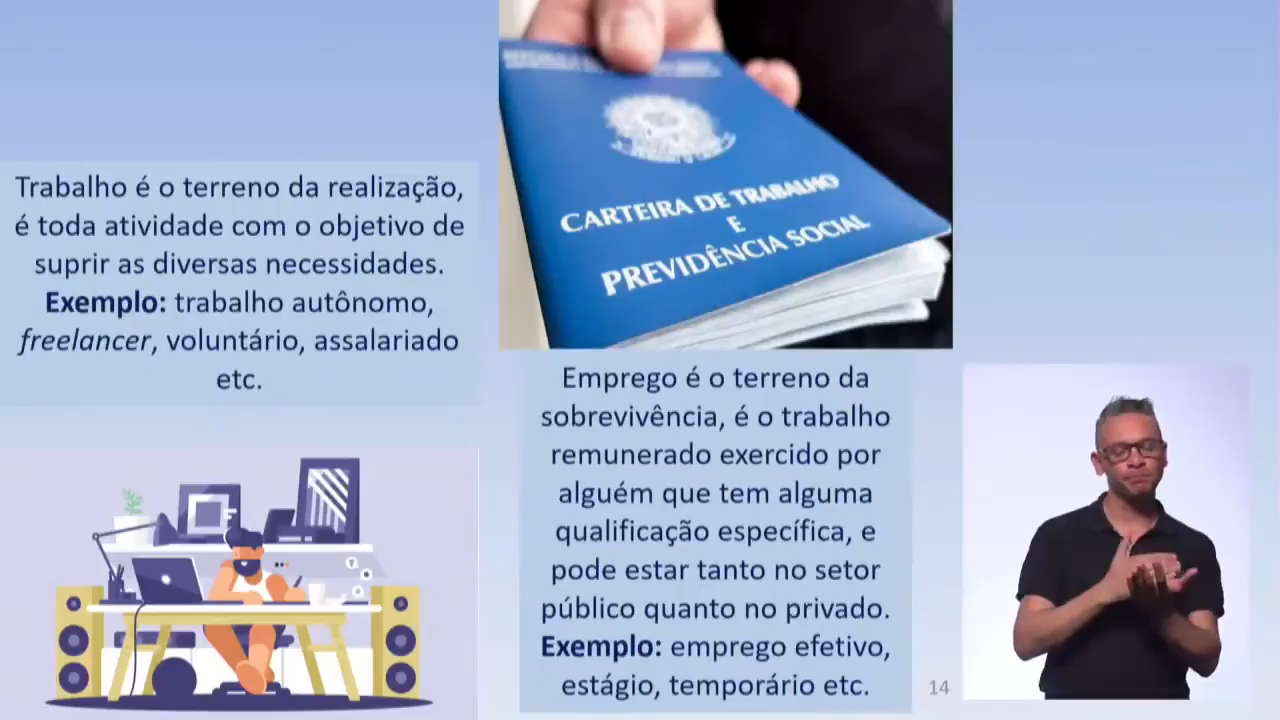 Trabalho é o terreno da realização,
é toda atividade com o objetivo de
suprir as diversas necessidades.
Exemplo: trabalho autônomo,
freelancer, voluntário, assalariado
etc.
CARTEIRA DE TRABALHO
E
PREVIDÊNCIA SOCIAL
Emprego é o terreno da
sobrevivência, é o trabalho
remunerado exercido por
alguém que tem alguma
qualificação específica, e
pode estar tanto no setor
público quanto no privado.
Exemplo: emprego efetivo,
estágio, temporário etc.
14